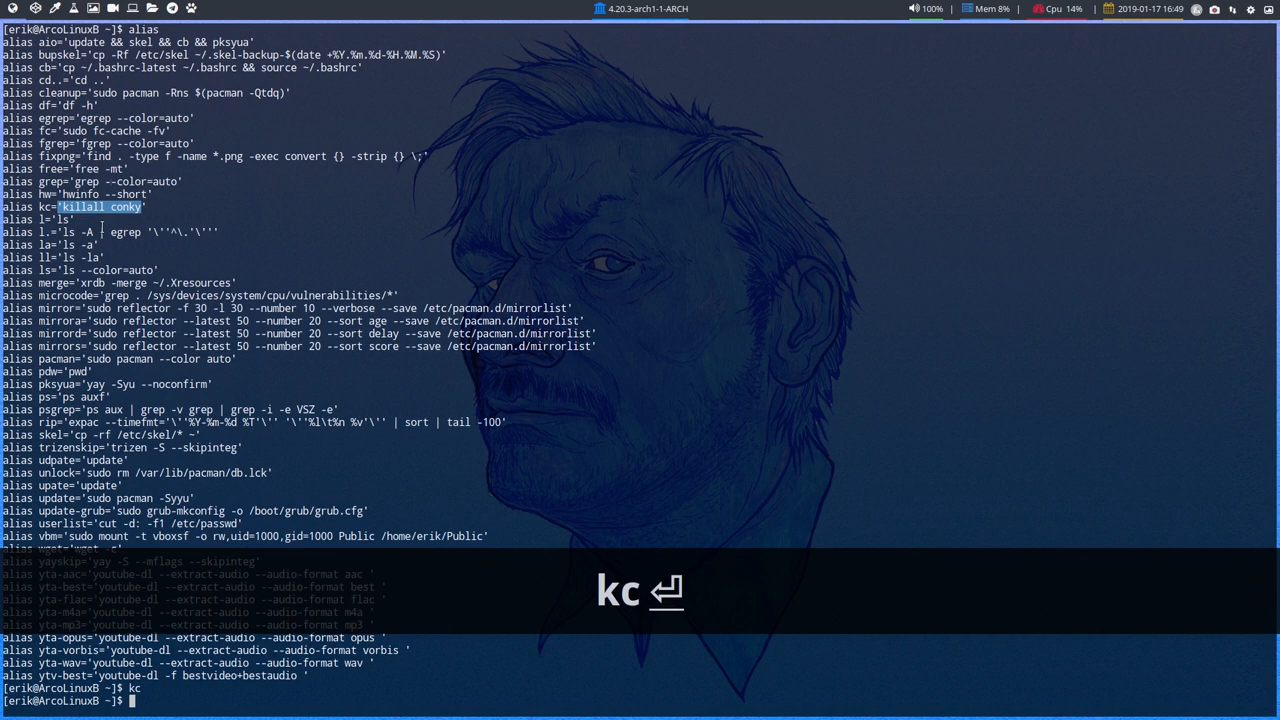 4.20.3-arch1-1-ARCH 100% Mem 8% Cpu 14% 2019-01-17 16:49
[erik@ArcoLinuxB ~]$ alias
alias aio='update && skel && cb && pksyua'
alias bupskel='cp -Rf /etc/skel ~/.skel-backup-$(date +%Y.%m.%d-%H.%M.%S)'
alias cb='cp ~/.bashrc-latest ~/.bashrc && source ~/.bashrc'
alias cd..='cd ..'
alias cleanup='sudo pacman -Rns $(pacman -Qtdq)'
alias df='df -h'
alias egrep='egrep --color=auto'
alias fc='sudo fc-cache -fv'
alias fgrep='fgrep --color=auto'
alias fixpng='find . -type f -name *.png -exec convert {} -strip {} \;'
alias free='free -mt'
alias grep='grep --color=auto'
alias hw='hwinfo --short'
alias kc='killall conky'
alias l='ls'
alias l.='ls -A | egrep '\''^\.'\'''
alias la='ls -a'
alias ll='ls -la'
alias ls='ls --color=auto'
alias merge='xrdb -merge ~/.Xresources'
alias microcode='grep . /sys/devices/system/cpu/vulnerabilities/*'
alias mirror='sudo reflector -f 30 -l 30 --number 10 --verbose --save /etc/pacman.d/mirrorlist'
alias mirrora='sudo reflector --latest 50 --number 20 --sort age --save /etc/pacman.d/mirrorlist'
alias mirrord='sudo reflector --latest 50 --number 20 --sort delay --save /etc/pacman.d/mirrorlist'
alias mirrors='sudo reflector --latest 50 --number 20 --sort score --save /etc/pacman.d/mirrorlist'
alias pacman='sudo pacman --color auto'
alias pdw='pwd'
alias pksyua='yay -Syu --noconfirm'
alias ps='ps auxf'
alias psgrep='ps aux | grep -v grep | grep -i -e VSZ -e'
alias rip='expac --timefmt='\''%Y-%m-%d %T'\'' '\''%l\t%n %v'\'' | sort | tail -100'
alias skel='cp -rf /etc/skel/* ~'
alias trizenskip='trizen -S --skipinteg'
alias udpate='update'
alias unlock='sudo rm /var/lib/pacman/db.lck'
alias upate='update'
alias update='sudo pacman -Syyu'
alias update-grub='sudo grub-mkconfig -o /boot/grub/grub.cfg'
alias userlist='cut -d: -f1 /etc/passwd'
alias vbm='sudo mount -t vboxsf -o rw,uid=1000,gid=1000 Public /home/erik/Public'
alias wget='wget -c'
alias yayskip='yay -S --mflags --skipinteg'
alias yta-aac='youtube-dl --extract-audio --audio-format aac '
alias yta-best='youtube-dl --extract-audio --audio-format best '
alias yta-flac='youtube-dl --extract-audio --audio-format flac '
alias yta-m4a='youtube-dl --extract-audio --audio-format m4a '
alias yta-mp3='youtube-dl --extract-audio --audio-format mp3 '
alias yta-opus='youtube-dl --extract-audio --audio-format opus '
alias yta-vorbis='youtube-dl --extract-audio --audio-format vorbis '
alias yta-wav='youtube-dl --extract-audio --audio-format wav '
alias ytv-best='youtube-dl -f bestvideo+bestaudio '
[erik@ArcoLinuxB ~]$ kc
[erik@ArcoLinuxB ~]$
kc ⏎